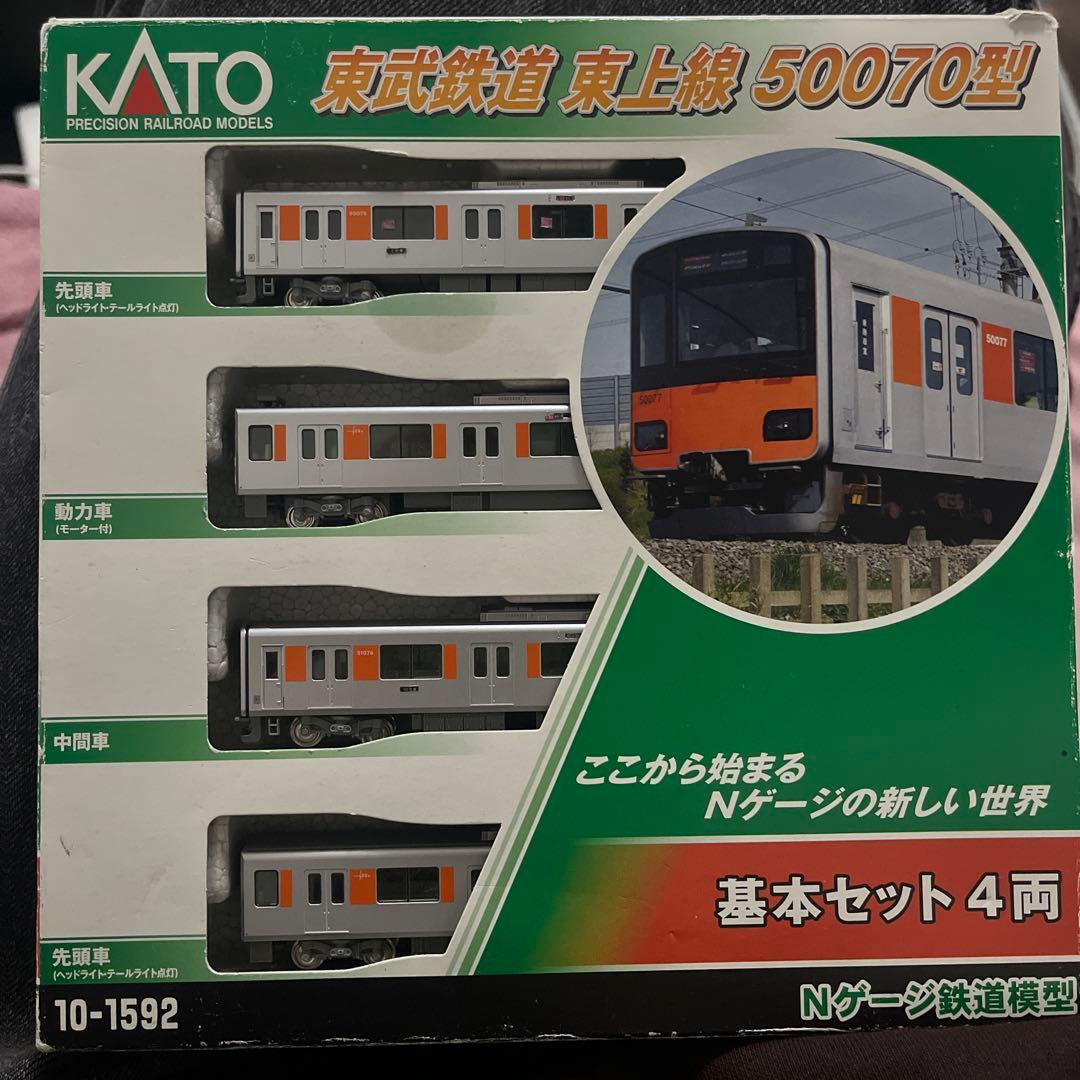 KATO
PRECISION RAILROAD MODELS
東武鉄道 東上線 50070型
50076
先頭車
(ヘッドライト・テールライト点灯)
50077
50077
動力車
(モーター付)
51076
中間車
ここから始まる
Nゲージの新しい世界
基本セット4両
先頭車
(ヘッドライト・テールライト点灯)
10-1592
Nゲージ鉄道模型